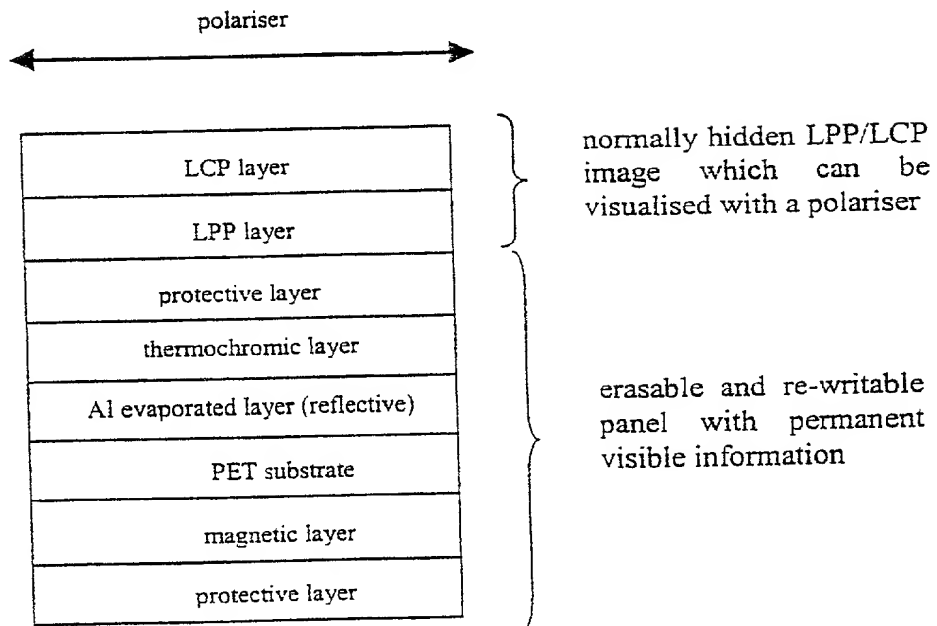 polariser
LCP layer
LPP layer
protective layer
thermochromic layer
Al evaporated layer (reflective)
PET substrate
magnetic layer
protective layer
normally hidden LPP/LCP
image which can be
visualised with a polariser
erasable and re-writable
panel with permanent
visible information